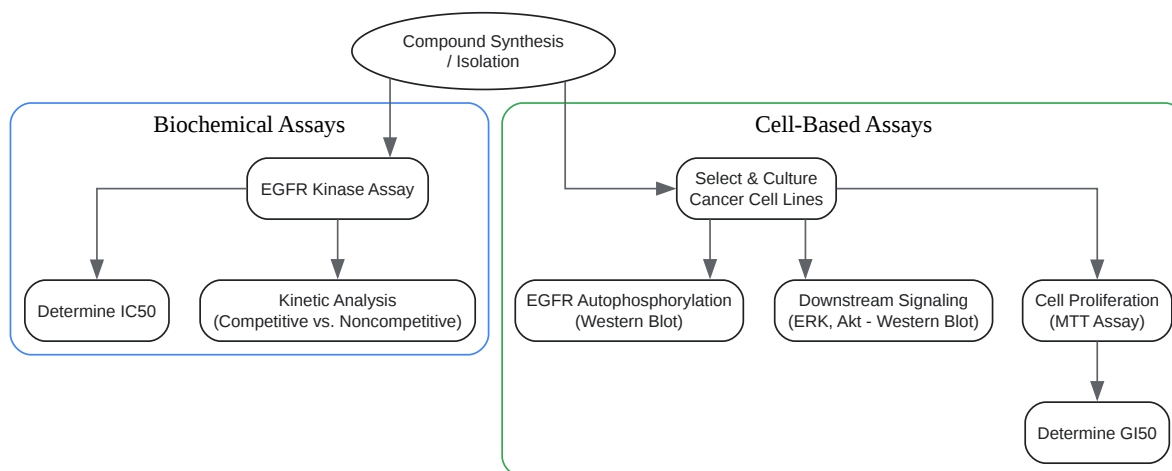 Compound Synthesis
/ Isolation
Biochemical Assays
EGFR Kinase Assay
Determine IC50
Kinetic Analysis
(Competitive vs. Noncompetitive)
Cell-Based Assays
Select & Culture
Cancer Cell Lines
EGFR Autophosphorylation
(Western Blot)
Downstream Signaling
(ERK, Akt - Western Blot)
Cell Proliferation
(MTT Assay)
Determine GI50